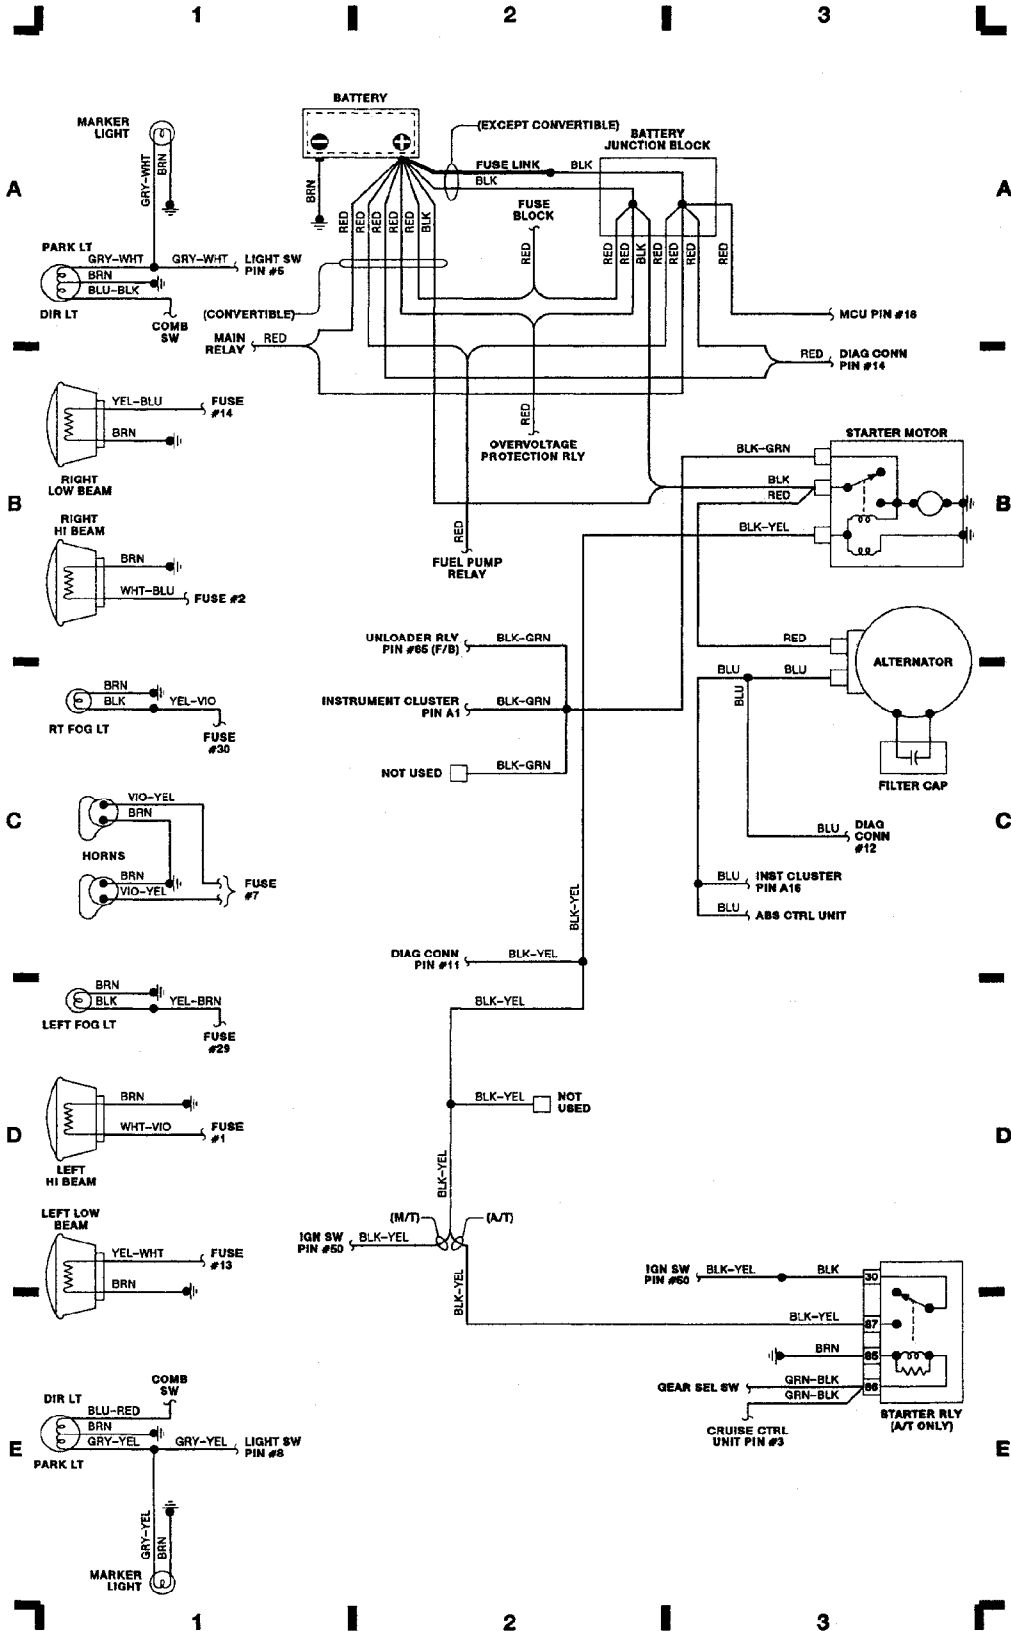 1 2 3
BATTERY
MARKER
LIGHT
(EXCEPT CONVERTIBLE)
BATTERY
JUNCTION BLOCK
GRY-WHT
BRN
FUSE LINK
BLK
BLK
A
A
BRN
RED
RED
RED
RED
RED
BLK
FUSE
BLOCK
RED
RED
RED
BLK
RED
RED
RED
RED
PARK LT
GRY-WHT
GRY-WHT
LIGHT SW
PIN #5
BRN
BLU-BLK
DIR LT
COMB
SW
(CONVERTIBLE)
MCU PIN #16
MAIN
RELAY
RED
RED
DIAG CONN
PIN #14
YEL-BLU
FUSE
#14
BRN
RED
OVERVOLTAGE
PROTECTION RLY
STARTER MOTOR
BLK-GRN
RIGHT
LOW BEAM
BLK
RED
B
B
RIGHT
HI BEAM
RED
BLK-YEL
BRN
FUEL PUMP
RELAY
WHT-BLU
FUSE #2
UNLOADER RLY
PIN #65 (F/B)
BLK-GRN
RED
ALTERNATOR
BLU
BLU
BLU
BRN
BLK
YEL-VIO
INSTRUMENT CLUSTER
PIN A1
BLK-GRN
RT FOG LT
FUSE
#30
NOT USED
BLK-GRN
FILTER CAP
VIO-YEL
BRN
C
C
BLU
DIAG
CONN
#12
HORNS
BRN
VIO-YEL
FUSE
#7
BLU
INST CLUSTER
PIN A16
BLK-YEL
BLU
ABS CTRL UNIT
DIAG CONN
PIN #11
BLK-YEL
BRN
BLK
YEL-BRN
BLK-YEL
LEFT FOG LT
FUSE
#29
BRN
BLK-YEL
NOT
USED
WHT-VIO
FUSE
#1
D
D
LEFT
HI BEAM
BLK-YEL
LEFT LOW
BEAM
(M/T)
(A/T)
IGN SW
PIN #50
BLK-YEL
YEL-WHT
FUSE
#13
BRN
BLK-YEL
IGN SW
PIN #50
BLK-YEL
BLK
30
BLK-YEL
87
BRN
85
GEAR SEL SW
GRN-BLK
86
GRN-BLK
COMB
SW
DIR LT
BLU-RED
BRN
GRY-YEL
GRY-YEL
LIGHT SW
PIN #8
PARK LT
CRUISE CTRL
UNIT PIN #3
STARTER RLY
(A/T ONLY)
E
E
GRY-YEL
BRN
MARKER
LIGHT
1 2 3